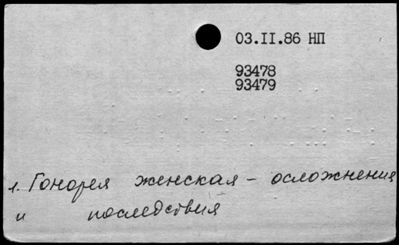 03.II.86 НП
93478
93479
1. Гонорея женская – осложнения
и последствия